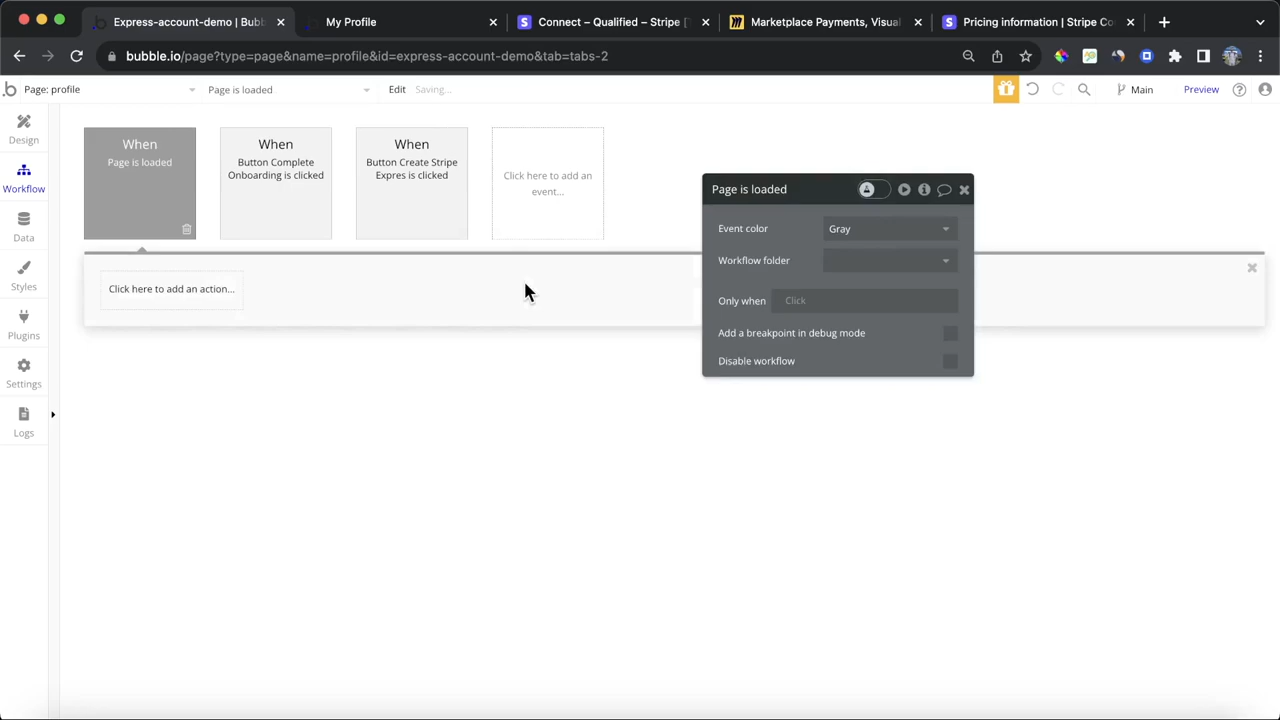 Express-account-demo | Bubb
My Profile
Connect – Qualified – Stripe [
Marketplace Payments, Visual
Pricing information | Stripe Co
bubble.io/page?type=page&name=profile&id=express-account-demo&tab=tabs-2
Page: profile
Page is loaded
Edit
Saving...
Main
Preview
Design
Workflow
Data
Styles
Plugins
Settings
Logs
When
Page is loaded
When
Button Complete
Onboarding is clicked
When
Button Create Stripe
Expres is clicked
Click here to add an
event...
Click here to add an action...
Page is loaded
Event color
Gray
Workflow folder
Only when
Click
Add a breakpoint in debug mode
Disable workflow